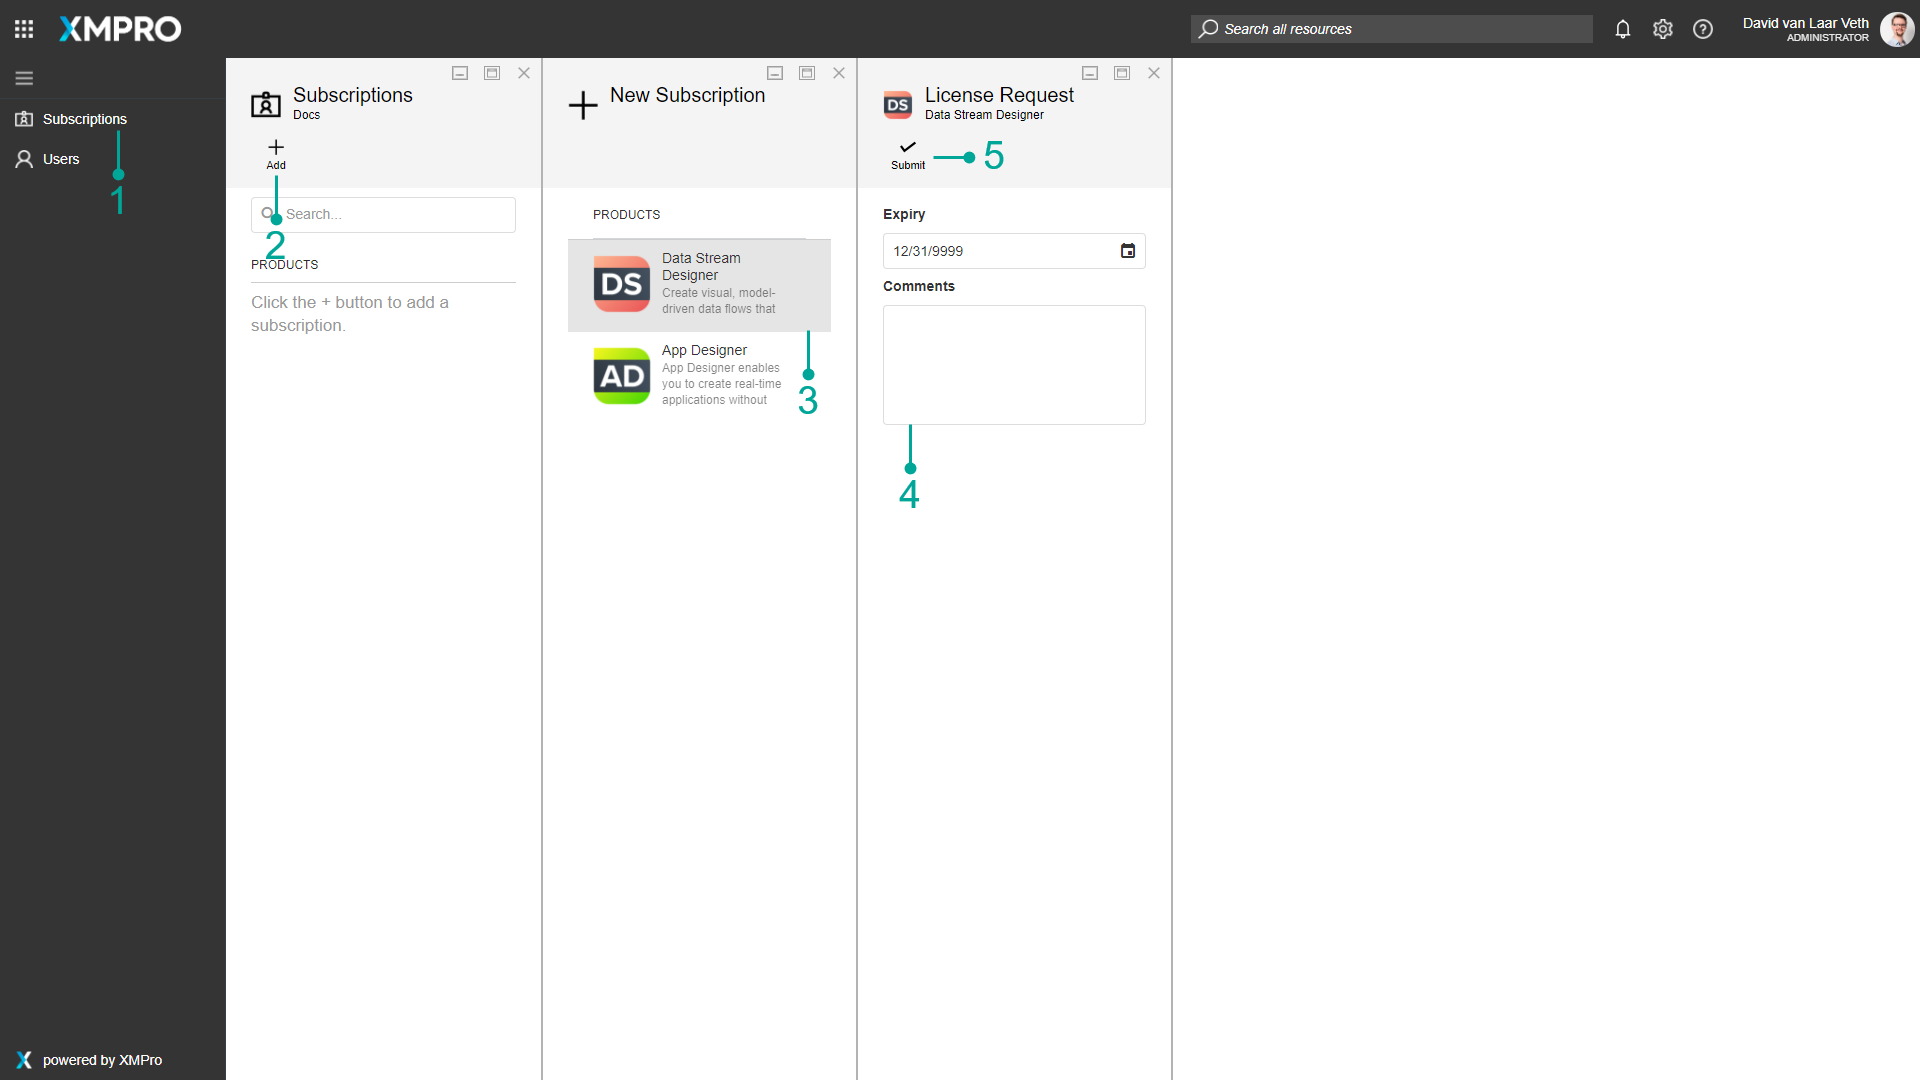 XMPRO
Search all resources
David van Laar Veth
ADMINISTRATOR
Subscriptions
1
Users
powered by XMPro
Subscriptions
Docs
Add
Search...
2
PRODUCTS
Click the + button to add a
subscription.
New Subscription
PRODUCTS
DS
Data Stream
Designer
Create visual, model-
driven data flows that
AD
App Designer
App Designer enables
you to create real-time
applications without
3
DS
License Request
Data Stream Designer
Submit
5
Expiry
12/31/9999
Comments
4